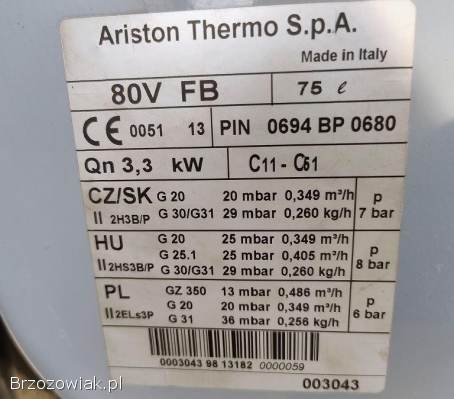 Ariston Thermo S.p.A.
Made in Italy
80V FB 75 ℓ
CE 0051 13 PIN 0694 BP 0680
Qn 3,3 kW C11 - C61
CZ/SK G 20 20 mbar 0,349 m³/h p
II 2H3B/P G 30/G31 29 mbar 0,260 kg/h 7 bar
HU G 20 25 mbar 0,349 m³/h p
G 25.1 25 mbar 0,405 m³/h
II 2HS3B/P G 30/G31 29 mbar 0,260 kg/h 8 bar
PL GZ 350 13 mbar 0,486 m³/h p
G 20 20 mbar 0,349 m³/h
II 2ELs3P G 31 36 mbar 0,256 kg/h 6 bar
0003043 98 13182 0000059
003043
Brzozowiak.pl